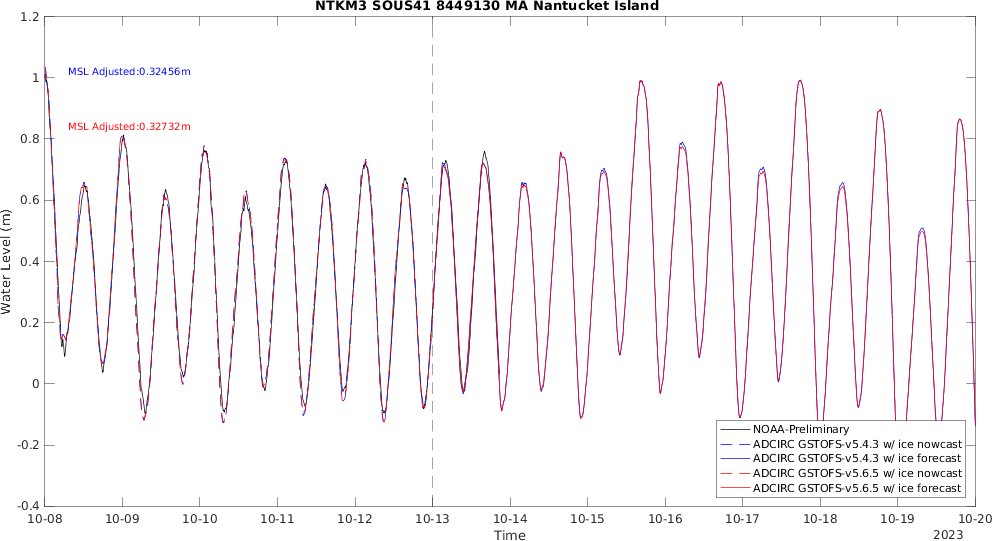 NTKM3 SOUS41 8449130 MA Nantucket Island
1.2
1
0.8
0.6
0.4
0.2
0
-0.2
-0.4
Water Level (m)
MSL Adjusted:0.32456m
MSL Adjusted:0.32732m
NOAA-Preliminary
ADCIRC GSTOFS-v5.4.3 w/ ice nowcast
ADCIRC GSTOFS-v5.4.3 w/ ice forecast
ADCIRC GSTOFS-v5.6.5 w/ ice nowcast
ADCIRC GSTOFS-v5.6.5 w/ ice forecast
10-08 10-09 10-10 10-11 10-12 10-13 10-14 10-15 10-16 10-17 10-18 10-19 10-20
Time
2023